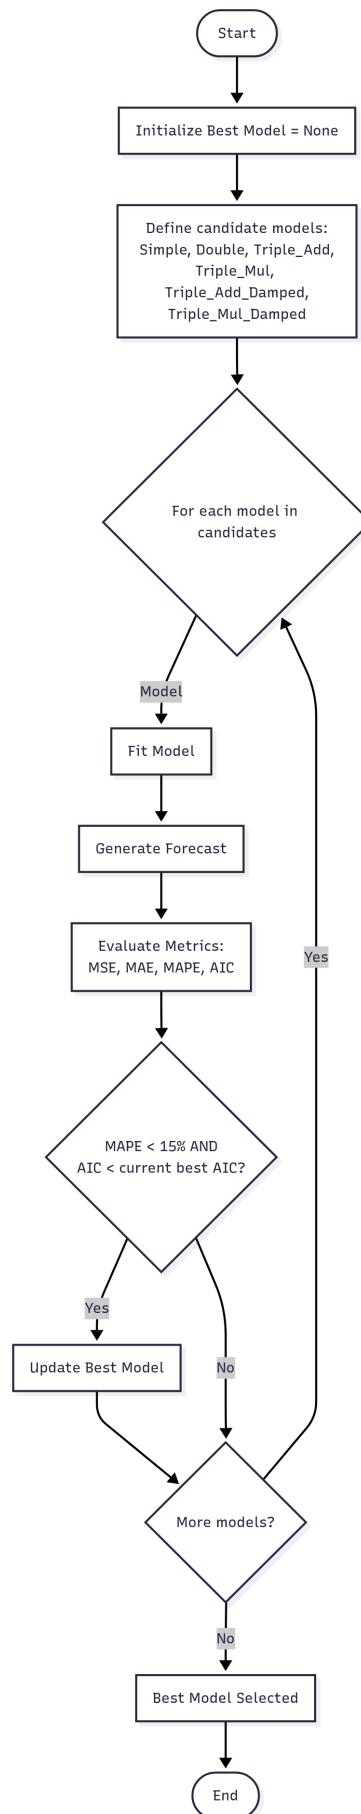 Start
Initialize Best Model = None
Define candidate models:
Simple, Double, Triple_Add,
Triple_Mul,
Triple_Add_Damped,
Triple_Mul_Damped
For each model in
candidates
Model
Fit Model
Generate Forecast
Evaluate Metrics:
MSE, MAE, MAPE, AIC
Yes
MAPE < 15% AND
AIC < current best AIC?
Yes
Update Best Model
No
More models?
No
Best Model Selected
End